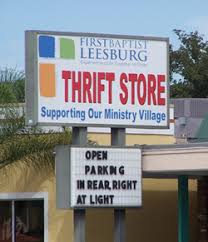 FIRST BAPTIST
LEESBURG
THRIFT STORE
Supporting Our Ministry Village
OPEN
PARKING
IN REAR, RIGHT
AT LIGHT